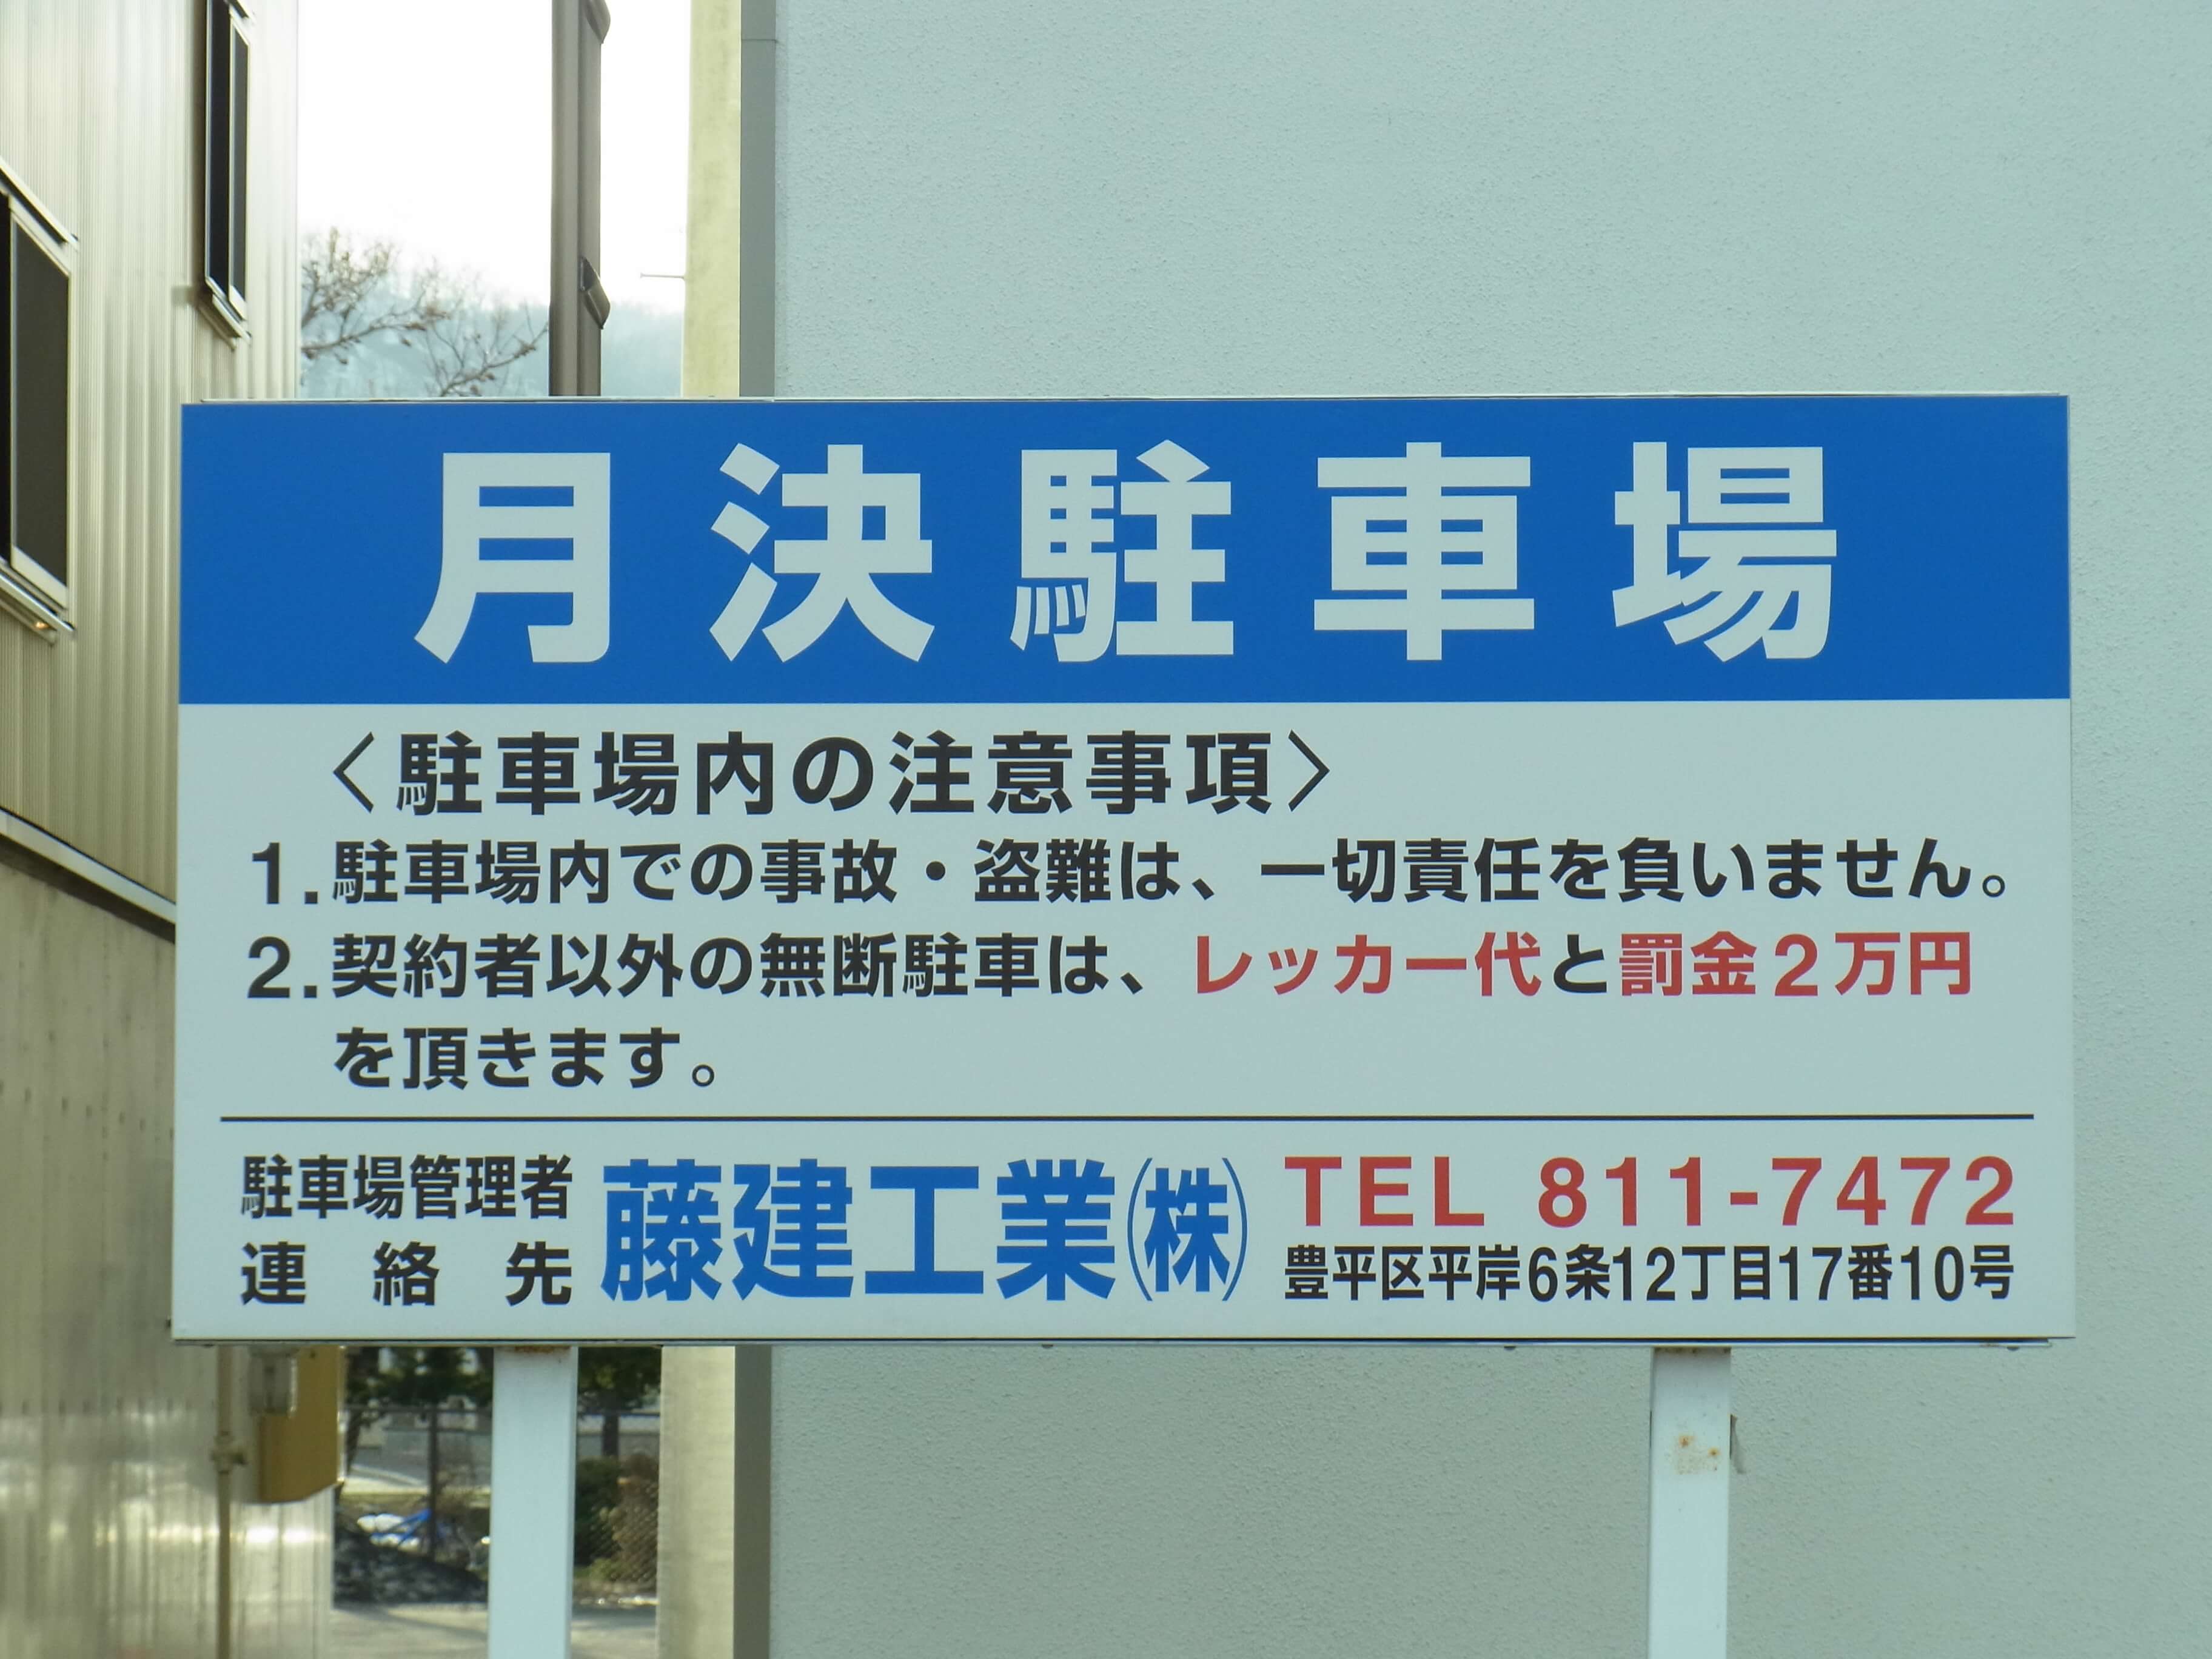 月決駐車場
〈駐車場内の注意事項〉
1.駐車場内での事故・盗難は、一切責任を負いません。
2.契約者以外の無断駐車は、レッカー代と罰金2万円
を頂きます。
駐車場管理者
連絡先
藤建工業㈱
TEL 811-7472
豊平区平岸6条12丁目17番10号